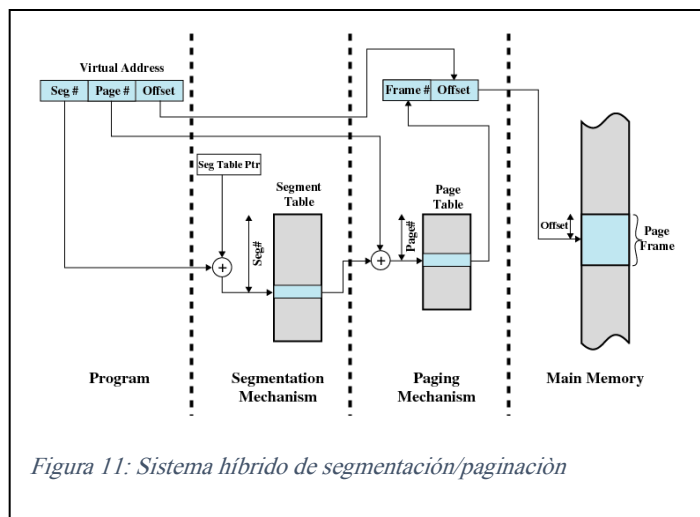 Virtual Address
Seg # Page # Offset
Frame # Offset
Seg Table Ptr
Segment
Table
Page
Table
Seg#
Page#
Offset
Page
Frame
+
+
Program
Segmentation
Mechanism
Paging
Mechanism
Main Memory
Figura 11: Sistema híbrido de segmentación/paginaciòn